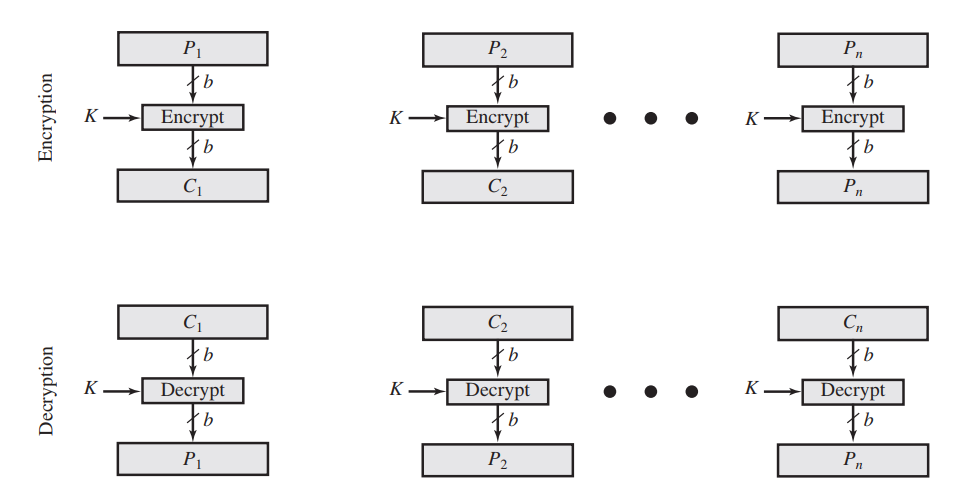 Encryption
P1 P2 Pn
b b b
K Encrypt K Encrypt K Encrypt
b b b
C1 C2 Pn
Decryption
C1 C2 Cn
b b b
K Decrypt K Decrypt K Decrypt
b b b
P1 P2 Pn